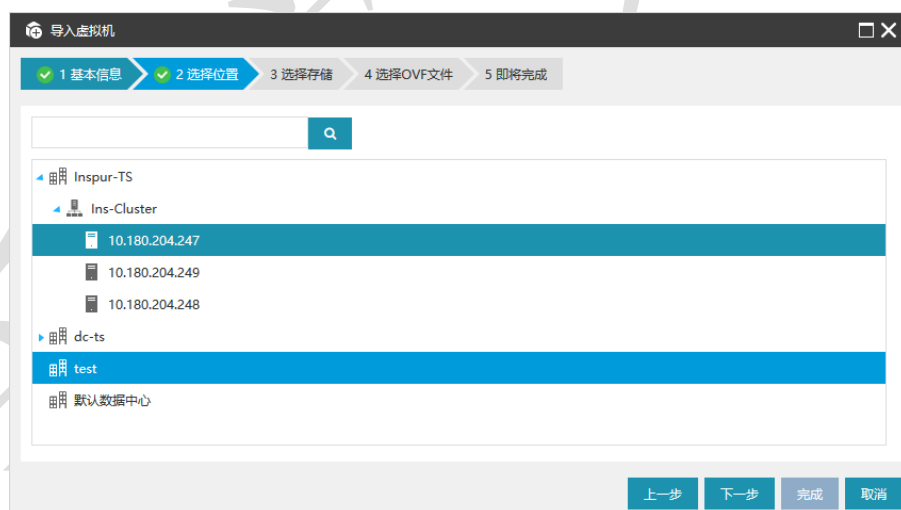 导入虚拟机
1 基本信息 2 选择位置 3 选择存储 4 选择OVF文件 5 即将完成
Inspur-TS
Ins-Cluster
10.180.204.247
10.180.204.249
10.180.204.248
dc-ts
test
默认数据中心
上一步 下一步 完成 取消